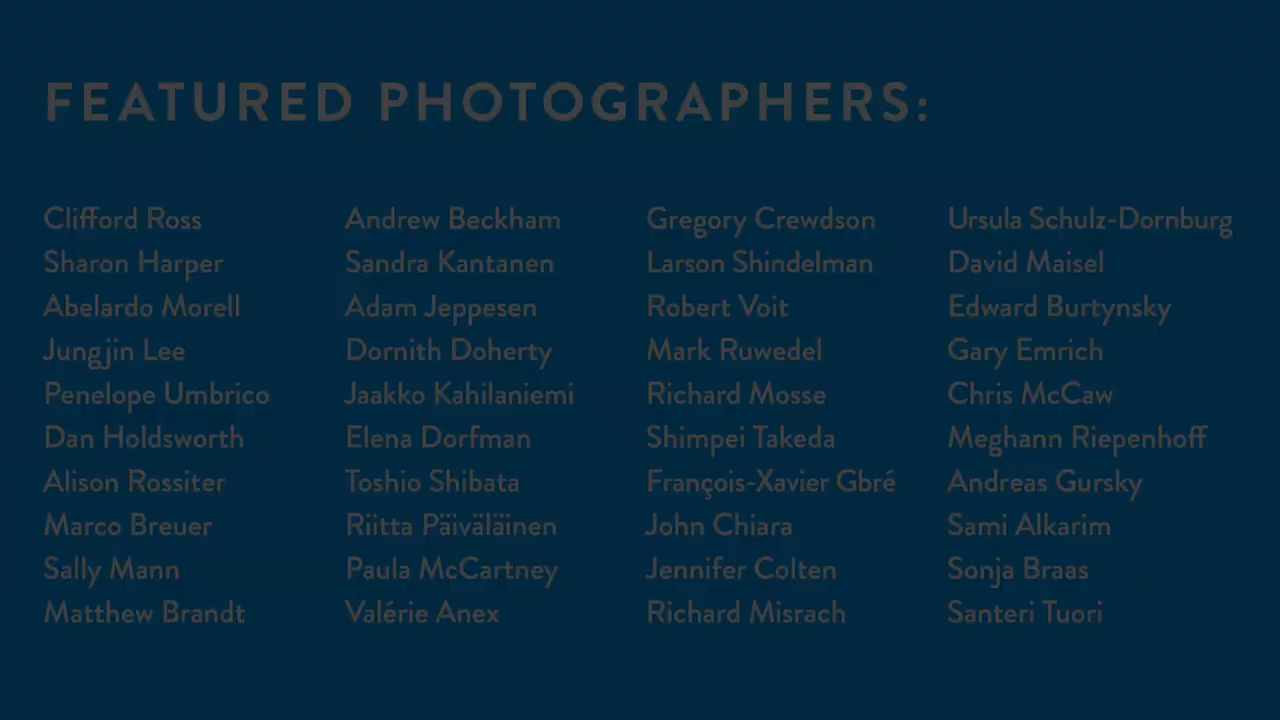 FEATURED PHOTOGRAPHERS:
Clifford Ross
Sharon Harper
Abelardo Morell
Jungjin Lee
Penelope Umbrico
Dan Holdsworth
Alison Rossiter
Marco Breuer
Sally Mann
Matthew Brandt
Andrew Beckham
Sandra Kantanen
Adam Jeppesen
Dornith Doherty
Jaakko Kahilaniemi
Elena Dorfman
Toshio Shibata
Riitta Päiväläinen
Paula McCartney
Valérie Anex
Gregory Crewdson
Larson Shindelman
Robert Voit
Mark Ruwedel
Richard Mosse
Shimpei Takeda
François-Xavier Gbré
John Chiara
Jennifer Colten
Richard Misrach
Ursula Schulz-Dornburg
David Maisel
Edward Burtynsky
Gary Emrich
Chris McCaw
Meghann Riepenhoff
Andreas Gursky
Sami Alkarim
Sonja Braas
Santeri Tuori